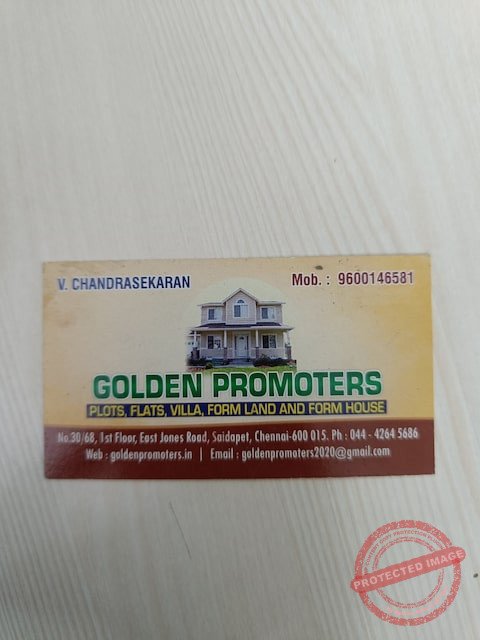 V. CHANDRASEKARAN
Mob. : 9600146581
GOLDEN PROMOTERS
PLOTS, FLATS, VILLA, FORM LAND AND FORM HOUSE
No.30/68, 1st Floor, East Jones Road, Saidapet, Chennai-600 015. Ph : 044 - 4264 5686
Web : goldenpromoters.in | Email : goldenpromoters2020@gmail.com
PROTECTED IMAGE